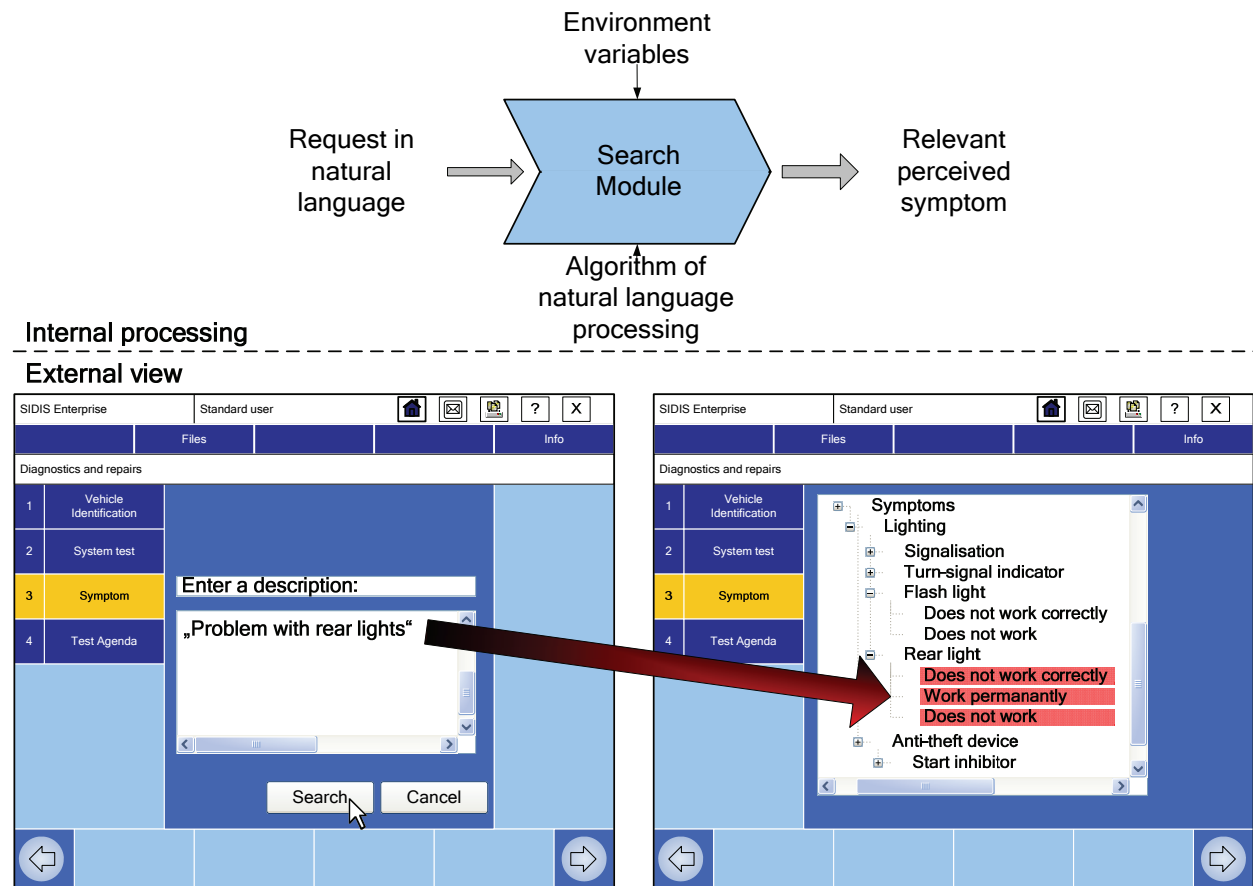 Environment
variables
Request in
natural
language
Search
Module
Relevant
perceived
symptom
Algorithm of
natural language
processing
Internal processing
External view
SIDIS Enterprise
Standard user
?
X
Files
Info
Diagnostics and repairs
1
Vehicle
Identification
2
System test
3
Symptom
4
Test Agenda
Enter a description:
„Problem with rear lights“
Search
Cancel
SIDIS Enterprise
Standard user
?
X
Files
Info
Diagnostics and repairs
1
Vehicle
Identification
2
System test
3
Symptom
4
Test Agenda
Symptoms
Lighting
Signalisation
Turn-signal indicator
Flash light
Does not work correctly
Does not work
Rear light
Does not work correctly
Work permanantly
Does not work
Anti-theft device
Start inhibitor